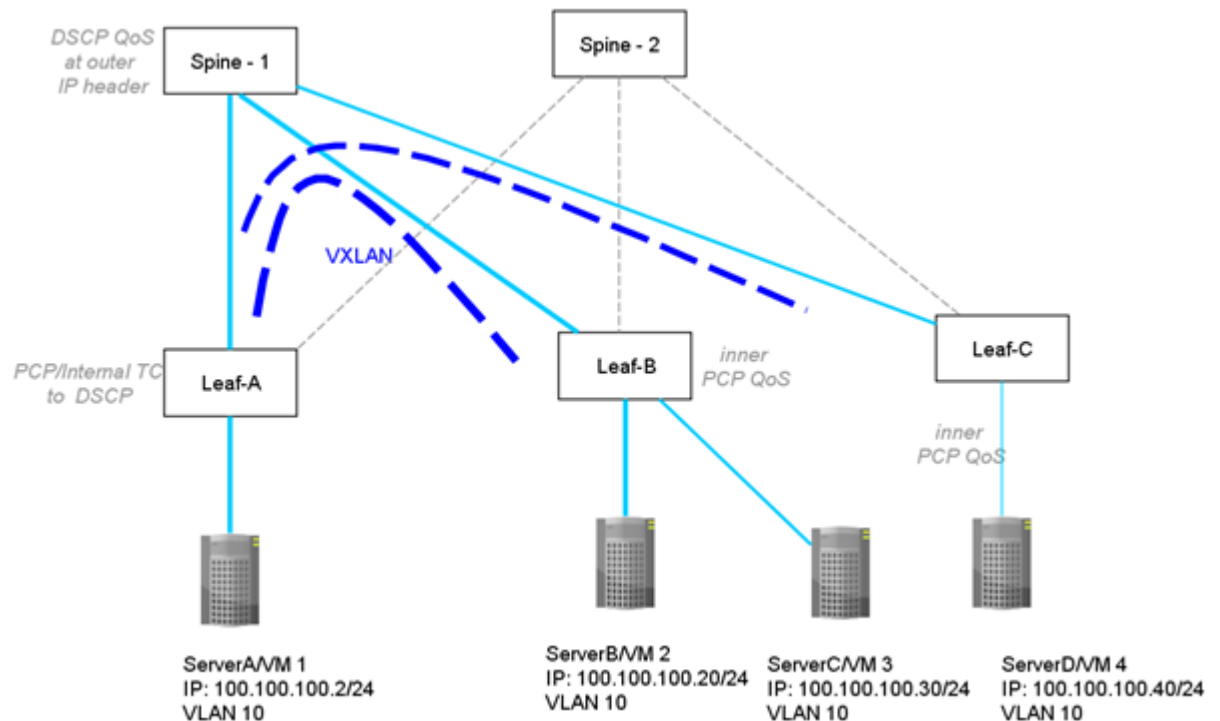 DSCP QoS
at outer
IP header
Spine - 1
Spine - 2
VXLAN
PCP/Internal TC
to DSCP
Leaf-A
Leaf-B
inner
PCP QoS
Leaf-C
inner
PCP QoS
ServerA/VM 1
IP: 100.100.100.2/24
VLAN 10
ServerB/VM 2
IP: 100.100.100.20/24
VLAN 10
ServerC/VM 3
IP: 100.100.100.30/24
VLAN 10
ServerD/VM 4
IP: 100.100.100.40/24
VLAN 10